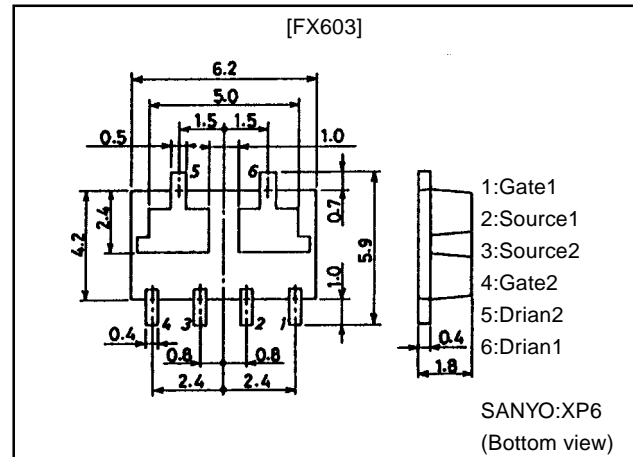 [FX603]
6.2
5.0
1.5 1.5
0.5 1.0
5 6
4.2 2.4 0.7 5.9 1.0
4 3 2 1
0.4
0.8 0.8
2.4 2.4
0.4
1.8
1:Gate1
2:Source1
3:Source2
4:Gate2
5:Drian2
6:Drian1
SANYO:XP6
(Bottom view)